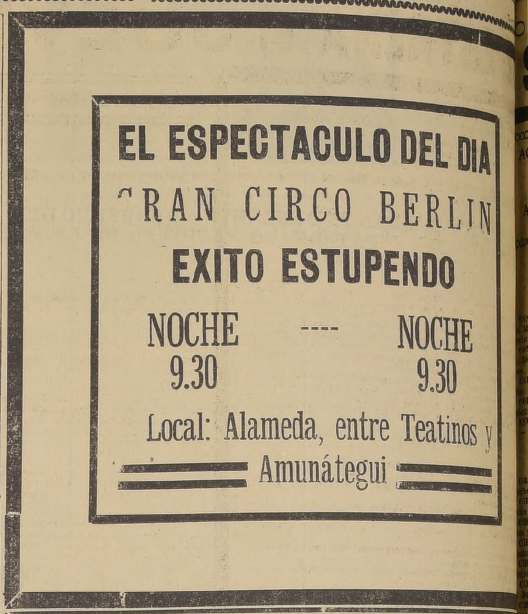 EL ESPECTACULO DEL DIA
GRAN CIRCO BERLIN
EXITO ESTUPENDO
NOCHE ---- NOCHE
9.30 9.30
Local: Alameda, entre Teatinos y
Amunátegui